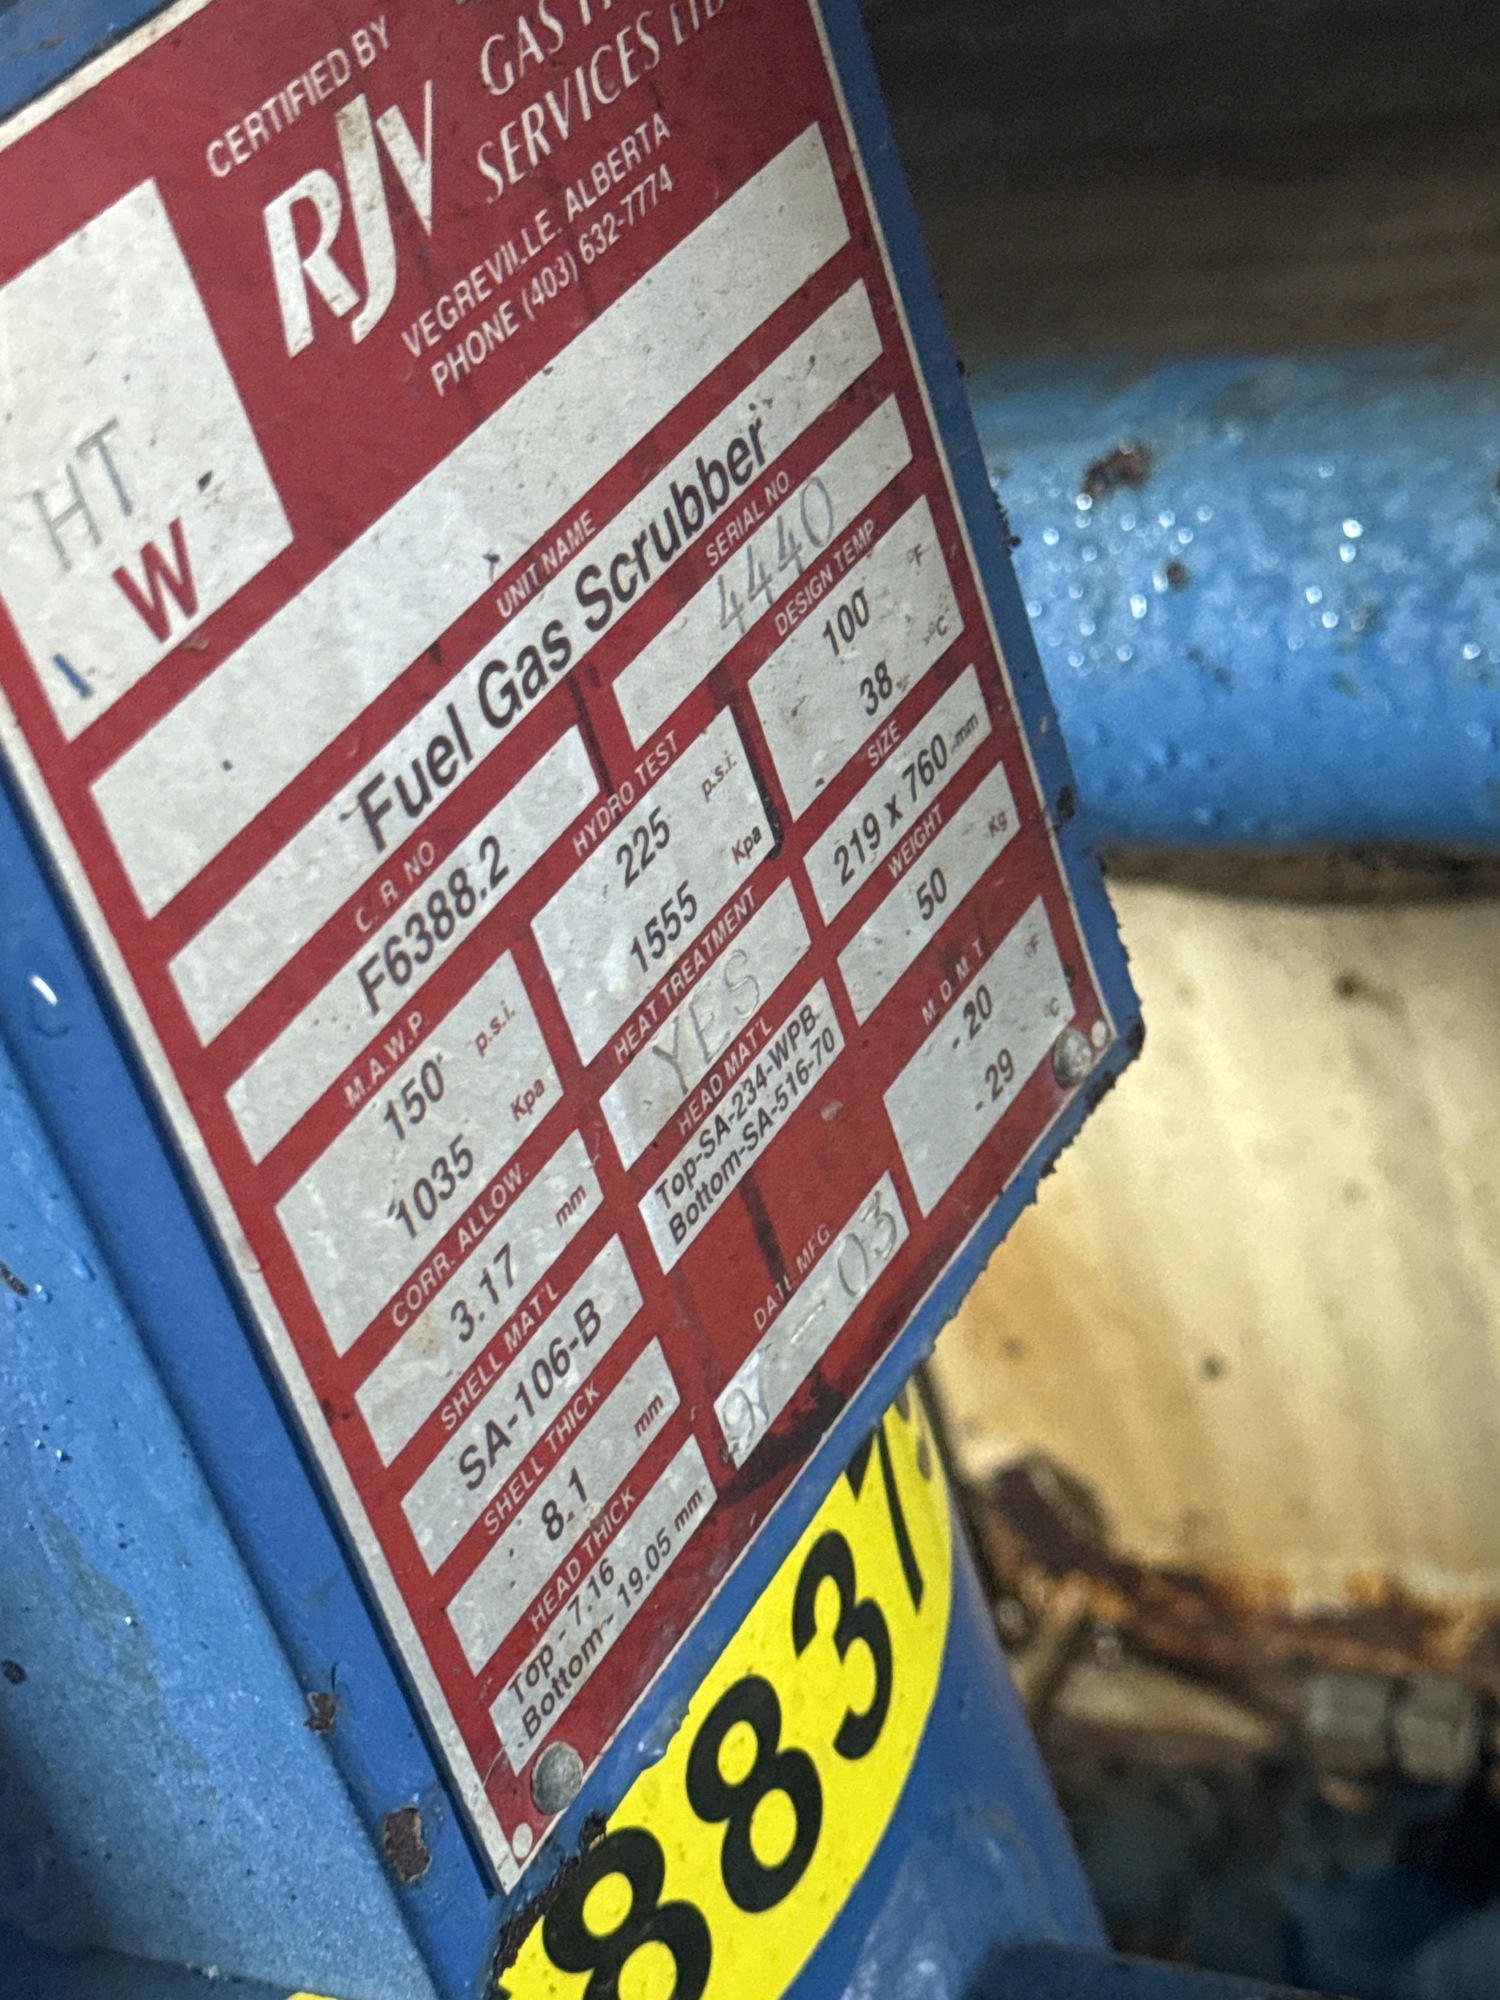 CERTIFIED BY
RJV
GAS
SERVICES LTD
VEGREVILLE, ALBERTA
PHONE (403) 632-7774
HT
W
UNIT NAME
Fuel Gas Scrubber
C. R. NO
F6388.2
SERIAL NO
4440
M.A.W.P.
150 p.s.i.
1035 Kpa
HYDRO TEST
225 p.s.i.
1555 Kpa
DESIGN TEMP
100 °F
38 °C
CORR. ALLOW.
3.17 mm
HEAT TREATMENT
YES
SIZE
219 x 760 mm
SHELL MAT'L
SA-106-B
HEAD MAT'L
Top-SA-234-WPB
Bottom-SA-516-70
WEIGHT
50 Kg
SHELL THICK
8.1 mm
M. D. M. T.
-20 °F
-29 °C
HEAD THICK
Top - 7.16
Bottom - 19.05 mm
DATE MFG
- 03
883